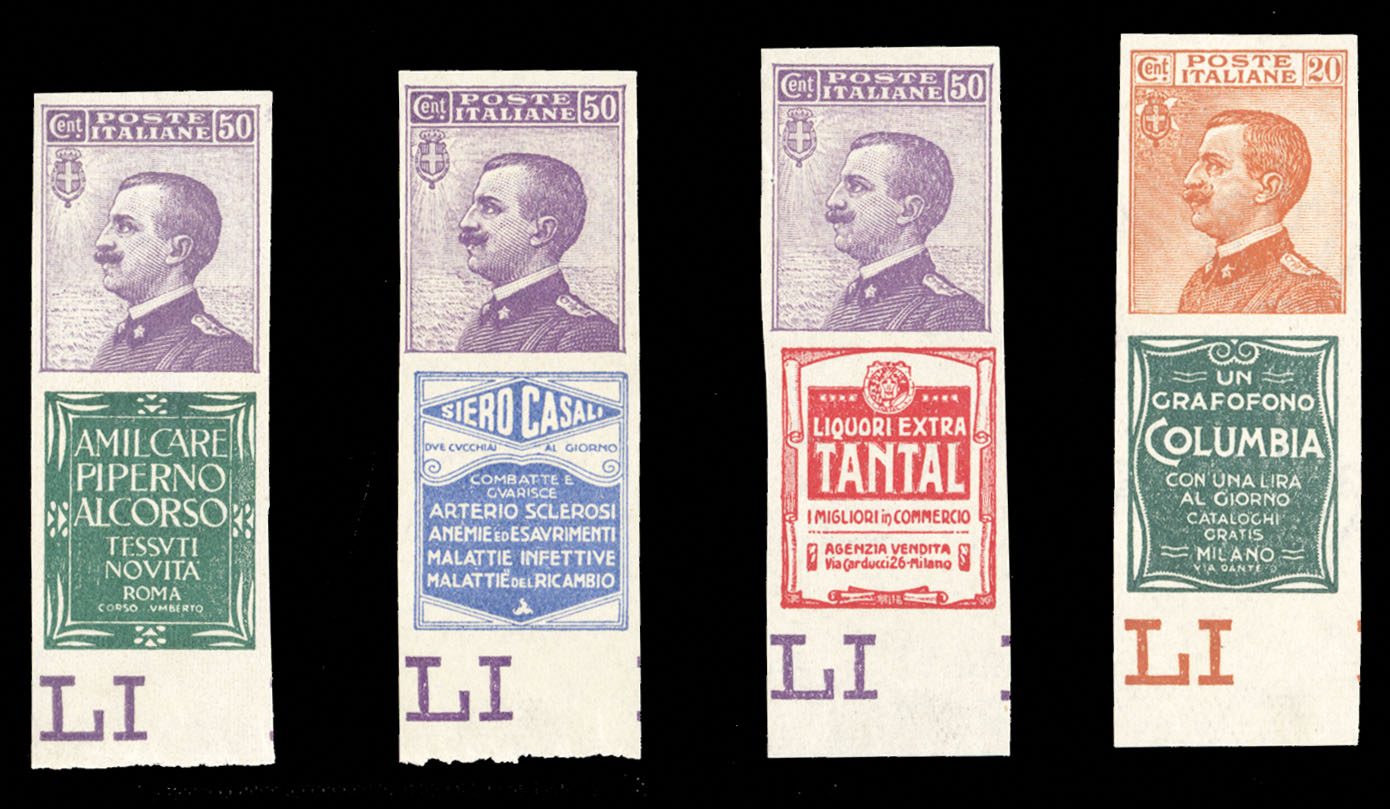 Cent. POSTE ITALIANE 50
AMILCARE
PIPERNO
AL CORSO
TESSVTI
NOVITA
ROMA
CORSO VMBERTO
LI
Cent. POSTE ITALIANE 50
SIERO CASALI
DVE CVCCHIAI AL GIORNO
COMBATTE E
GVARISCE
ARTERIO SCLEROSI
ANEMIE ED ESAVRIMENTI
MALATTIE INFETTIVE
MALATTIE DEL RICAMBIO
LI
Cent. POSTE ITALIANE 50
LIQUORI EXTRA
TANTAL
I MIGLIORI in COMMERCIO
AGENZIA VENDITA
Via Carducci 26-Milano
LI
Cent. POSTE ITALIANE 20
UN
GRAFOFONO
COLUMBIA
CON UNA LIRA
AL GIORNO
CATALOGHI
GRATIS
MILANO
VIA DANTE 9
LI